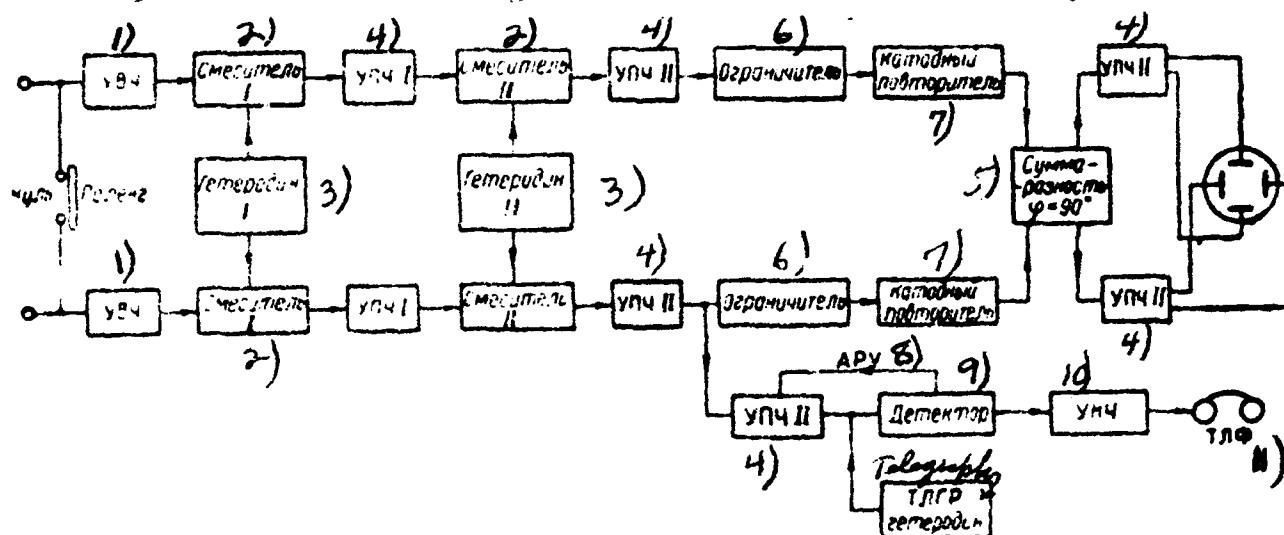 1)
2)
4)
2)
4)
6)
4)
УВЧ
Смеситель
I
УПЧ I
Смеситель
II
УПЧ II
Ограничитель
Катодный
повторитель
УПЧ II
7)
Пеленг
Гетеродин
I
3)
Гетеродин
II
3)
5)
Сумма-
разность
φ=90°
1)
4)
6)
7)
УВЧ
Смеситель
УПЧ I
Смеситель
II
УПЧ II
Ограничитель
Катодный
повторитель
УПЧ II
2)
4)
АРУ 8)
9)
10)
УПЧ II
Детектор
УНЧ
ТЛФ
11)
4)
Telegraph
ТЛГР
гетеродин